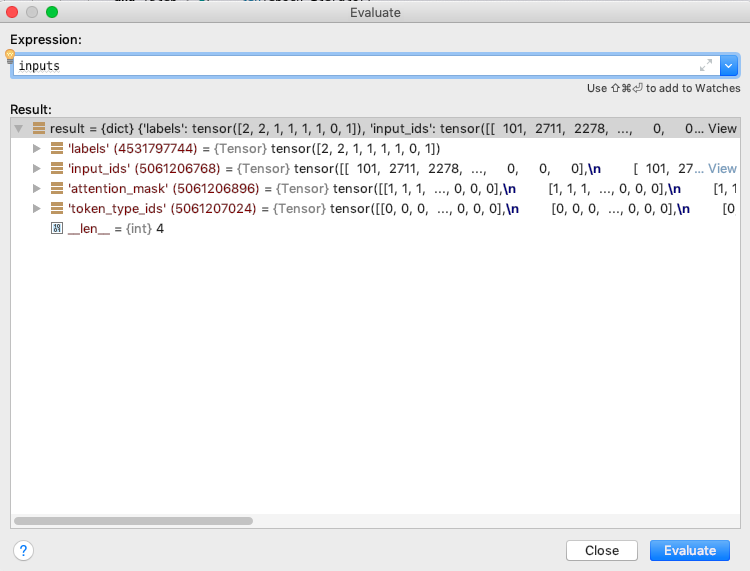 Evaluate
Expression:
inputs
Use ⇧⌘⏎ to add to Watches
Result:
result = {dict} {'labels': tensor([2, 2, 1, 1, 1, 1, 0, 1]), 'input_ids': tensor([[ 101, 2711, 2278, ..., 0, 0... View
'labels' (4531797744) = {Tensor} tensor([2, 2, 1, 1, 1, 1, 0, 1])
'input_ids' (5061206768) = {Tensor} tensor([[ 101, 2711, 2278, ..., 0, 0, 0],\n [ 101, 27... View
'attention_mask' (5061206896) = {Tensor} tensor([[1, 1, 1, ..., 0, 0, 0],\n [1, 1, 1, ..., 0, 0, 0],\n [1, 1
'token_type_ids' (5061207024) = {Tensor} tensor([[0, 0, 0, ..., 0, 0, 0],\n [0, 0, 0, ..., 0, 0, 0],\n [0
__len__ = {int} 4
? Close Evaluate